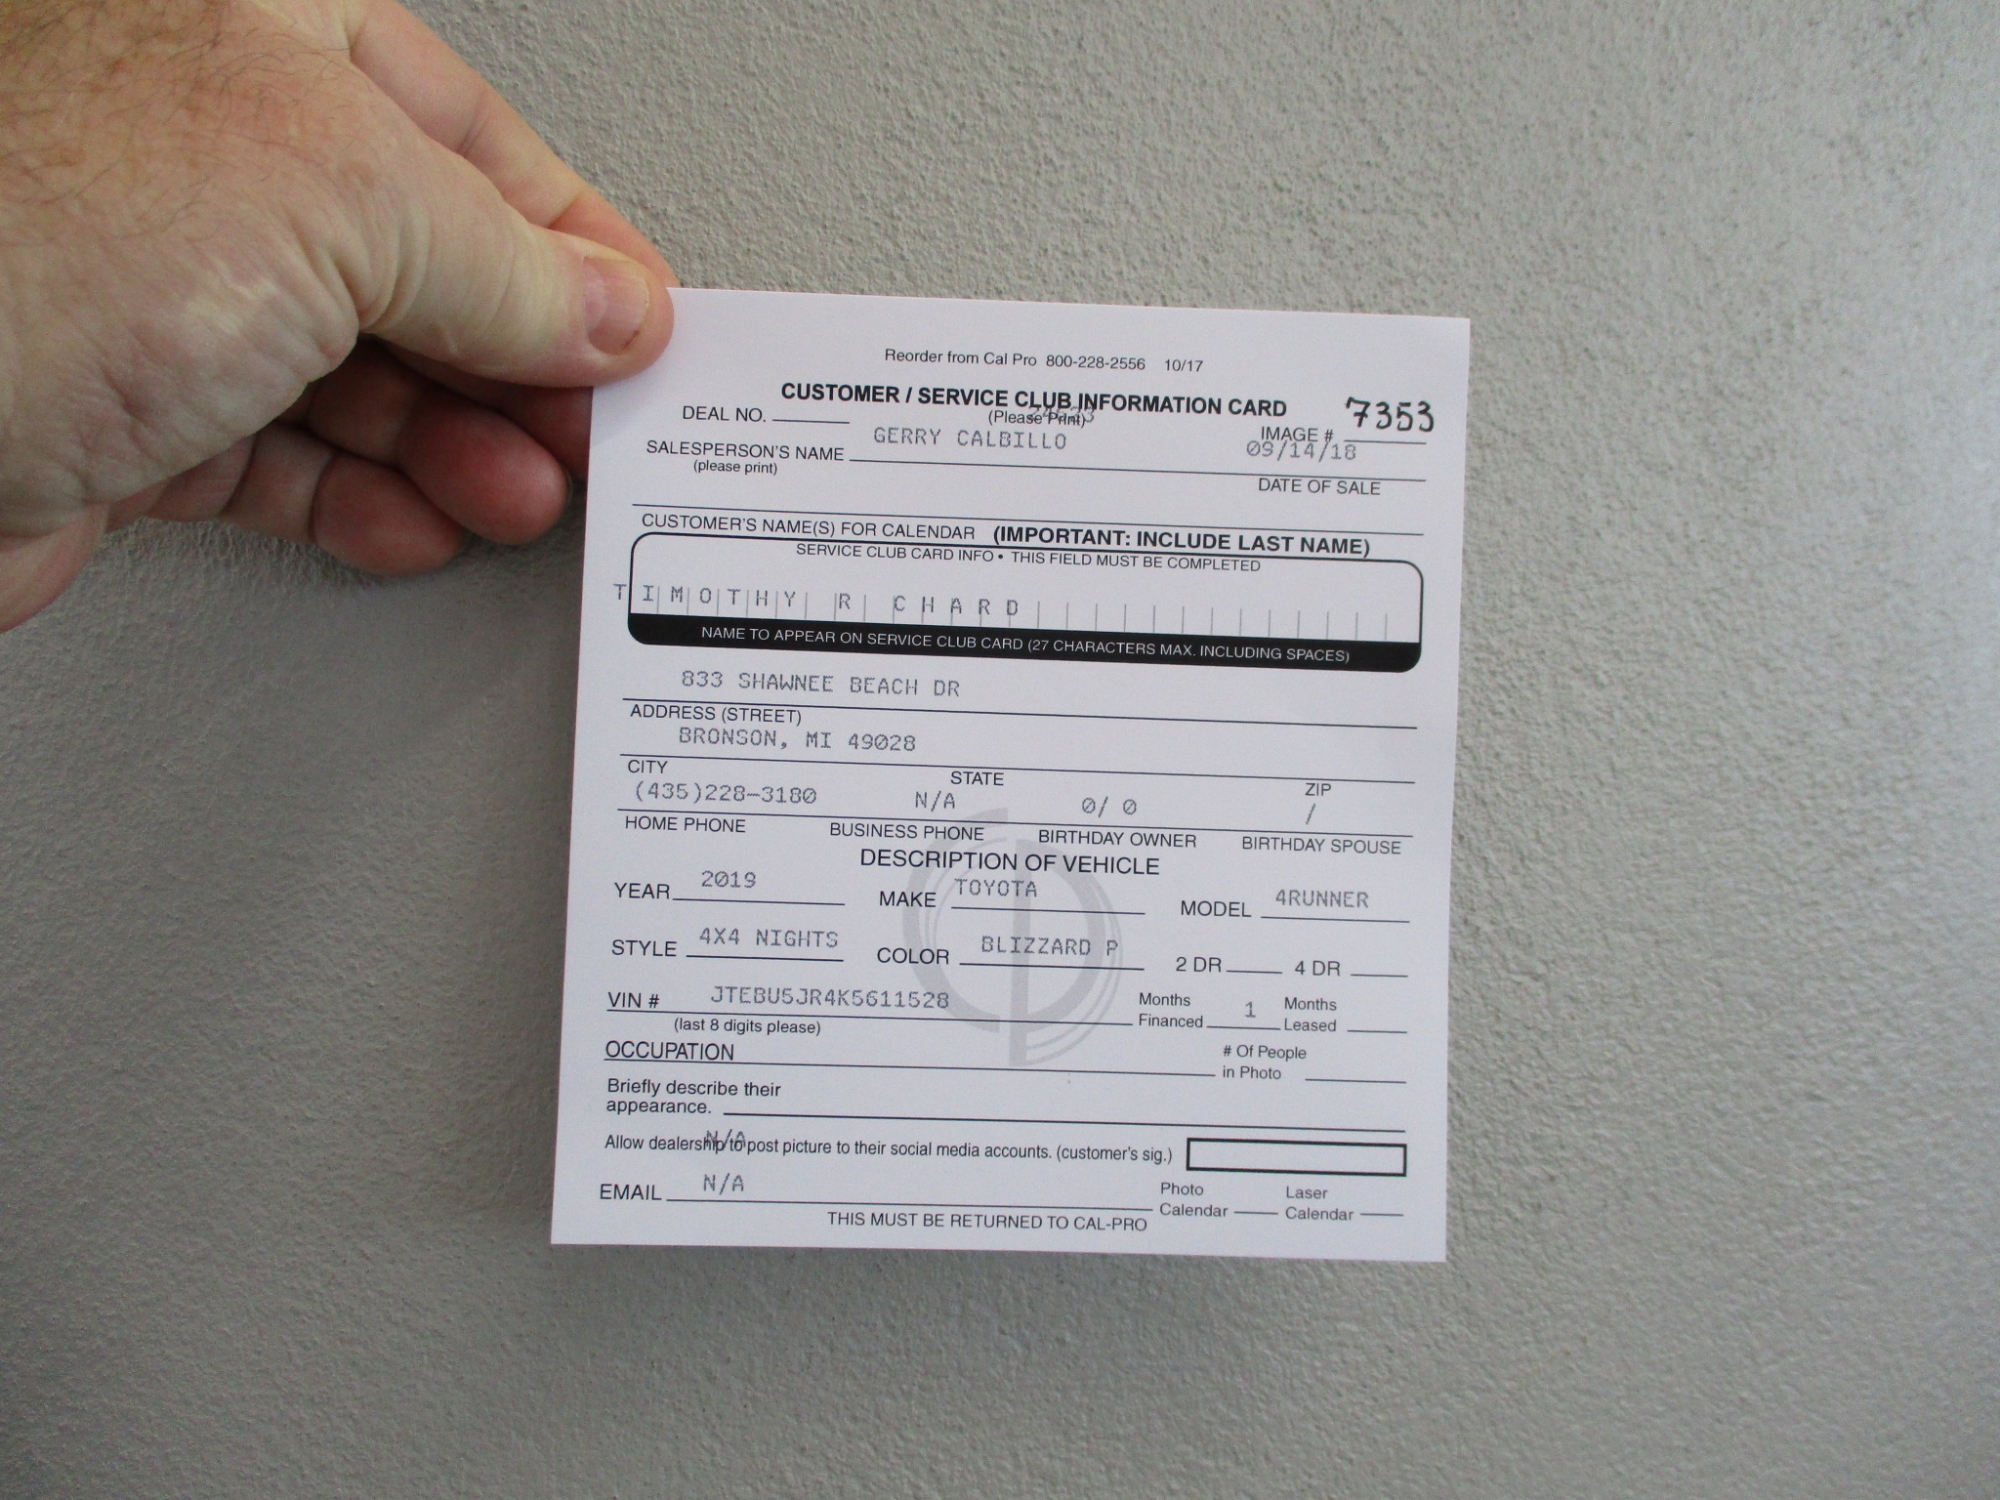 Reorder from Cal Pro 800-228-2556 10/17
CUSTOMER / SERVICE CLUB INFORMATION CARD
DEAL NO. (Please Print) 7353
GERRY CALBILLO IMAGE #
SALESPERSON'S NAME 09/14/18
(please print) DATE OF SALE
CUSTOMER'S NAME(S) FOR CALENDAR (IMPORTANT: INCLUDE LAST NAME)
SERVICE CLUB CARD INFO • THIS FIELD MUST BE COMPLETED
TIMOTHY R CHARD
NAME TO APPEAR ON SERVICE CLUB CARD (27 CHARACTERS MAX. INCLUDING SPACES)
833 SHAWNEE BEACH DR
ADDRESS (STREET)
BRONSON, MI 49028
CITY STATE ZIP
(435)228-3180 N/A 0/ 0 /
HOME PHONE BUSINESS PHONE BIRTHDAY OWNER BIRTHDAY SPOUSE
DESCRIPTION OF VEHICLE
YEAR 2019 MAKE TOYOTA MODEL 4RUNNER
STYLE 4X4 NIGHTS COLOR BLIZZARD P 2 DR 4 DR
VIN # JTEBU5JR4K5611528 Months Financed 1 Months Leased
(last 8 digits please)
OCCUPATION # Of People in Photo
Briefly describe their
appearance.
N/A
Allow dealership to post picture to their social media accounts. (customer's sig.)
EMAIL N/A Photo Calendar Laser Calendar
THIS MUST BE RETURNED TO CAL-PRO